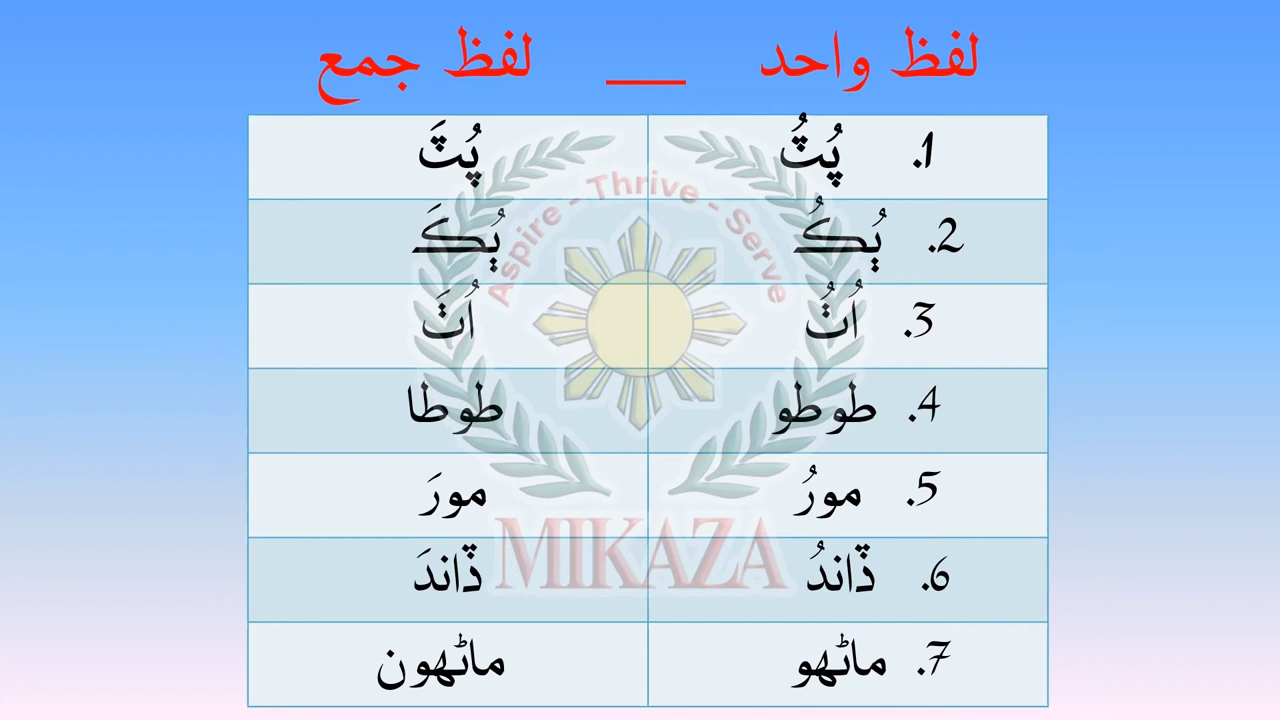 لفظ واحد __ لفظ جمع
1. پُٽُ پُٽَ
2. ٻُڪُ ٻُڪَ
3. اُٺُ اُٺَ
4. طوطو طوطا
5. مورُ مورَ
6. ڏاندُ ڏاندَ
7. ماڻهو ماڻهون
Aspire - Thrive - Serve
MIKAZA